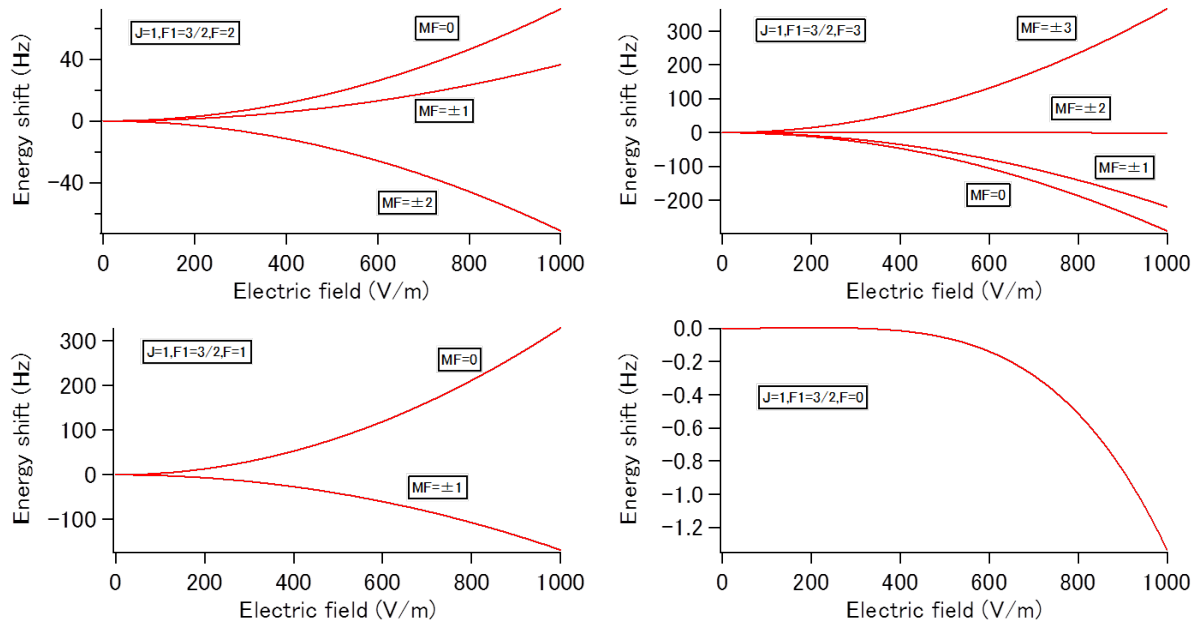 Energy shift (Hz)
40
0
-40
J=1,F1=3/2,F=2
MF=0
MF=±1
MF=±2
0 200 400 600 800 1000
Electric field (V/m)
Energy shift (Hz)
300
200
100
0
-100
-200
J=1,F1=3/2,F=3
MF=±3
MF=±2
MF=±1
MF=0
0 200 400 600 800 1000
Electric field (V/m)
Energy shift (Hz)
300
200
100
0
-100
J=1,F1=3/2,F=1
MF=0
MF=±1
0 200 400 600 800 1000
Electric field (V/m)
Energy shift (Hz)
0.0
-0.2
-0.4
-0.6
-0.8
-1.0
-1.2
J=1,F1=3/2,F=0
0 200 400 600 800 1000
Electric field (V/m)